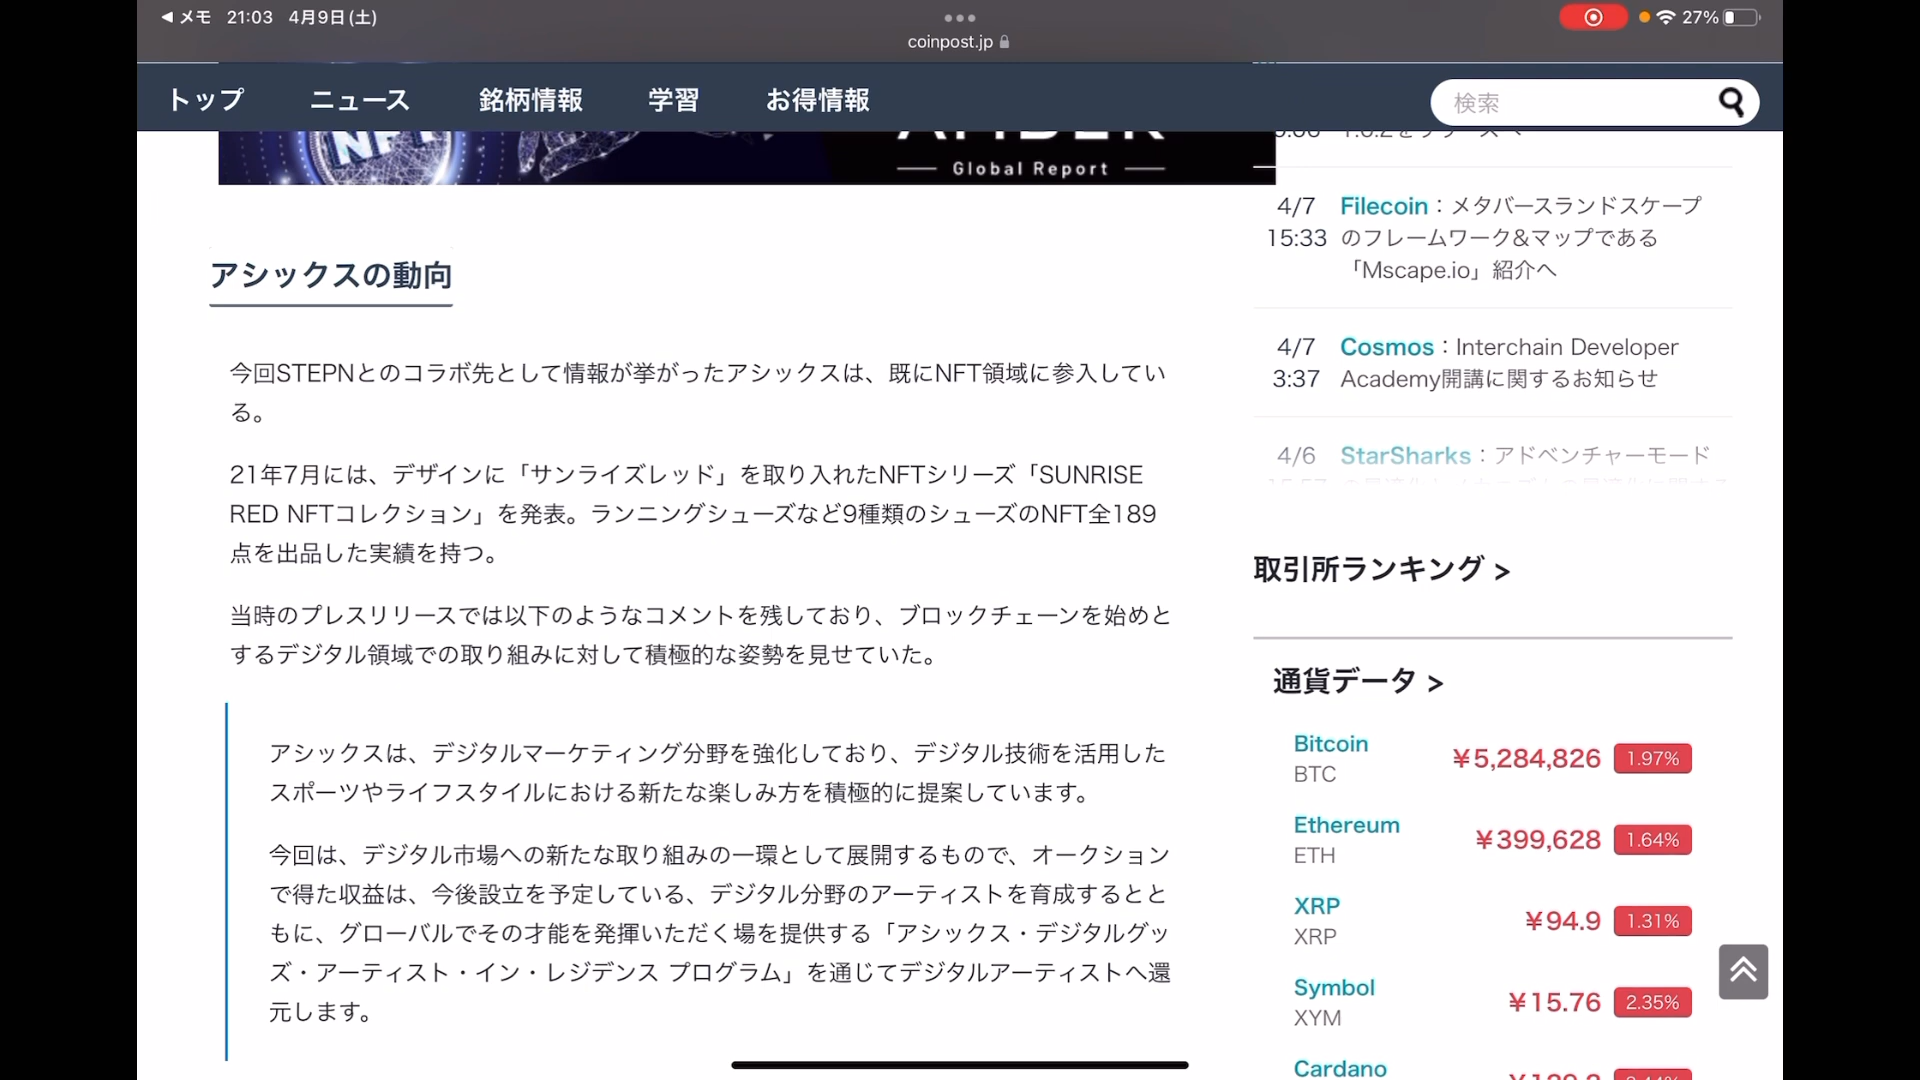 ◀メモ 21:03 4月9日(土)
27%
coinpost.jp
トップ ニュース 銘柄情報 学習 お得情報
検索
NFT
Global Report
アシックスの動向
今回STEPNとのコラボ先として情報が挙がったアシックスは、既にNFT領域に参入してい
る。
21年7月には、デザインに「サンライズレッド」を取り入れたNFTシリーズ「SUNRISE
RED NFTコレクション」を発表。ランニングシューズなど9種類のシューズのNFT全189
点を出品した実績を持つ。
当時のプレスリリースでは以下のようなコメントを残しており、ブロックチェーンを始めと
するデジタル領域での取り組みに対して積極的な姿勢を見せていた。
アシックスは、デジタルマーケティング分野を強化しており、デジタル技術を活用した
スポーツやライフスタイルにおける新たな楽しみ方を積極的に提案しています。
今回は、デジタル市場への新たな取り組みの一環として展開するもので、オークション
で得た収益は、今後設立を予定している、デジタル分野のアーティストを育成するとと
もに、グローバルでその才能を発揮いただく場を提供する「アシックス・デジタルグッ
ズ・アーティスト・イン・レジデンス プログラム」を通じてデジタルアーティストへ還
元します。
4/7 Filecoin：メタバースランドスケープ
15:33 のフレームワーク&マップである
「Mscape.io」紹介へ
4/7 Cosmos：Interchain Developer
3:37 Academy開講に関するお知らせ
4/6 StarSharks：アドベンチャーモード
取引所ランキング >
通貨データ >
Bitcoin
BTC
¥5,284,826 1.97%
Ethereum
ETH
¥399,628 1.64%
XRP
XRP
¥94.9 1.31%
Symbol
XYM
¥15.76 2.35%
Cardano